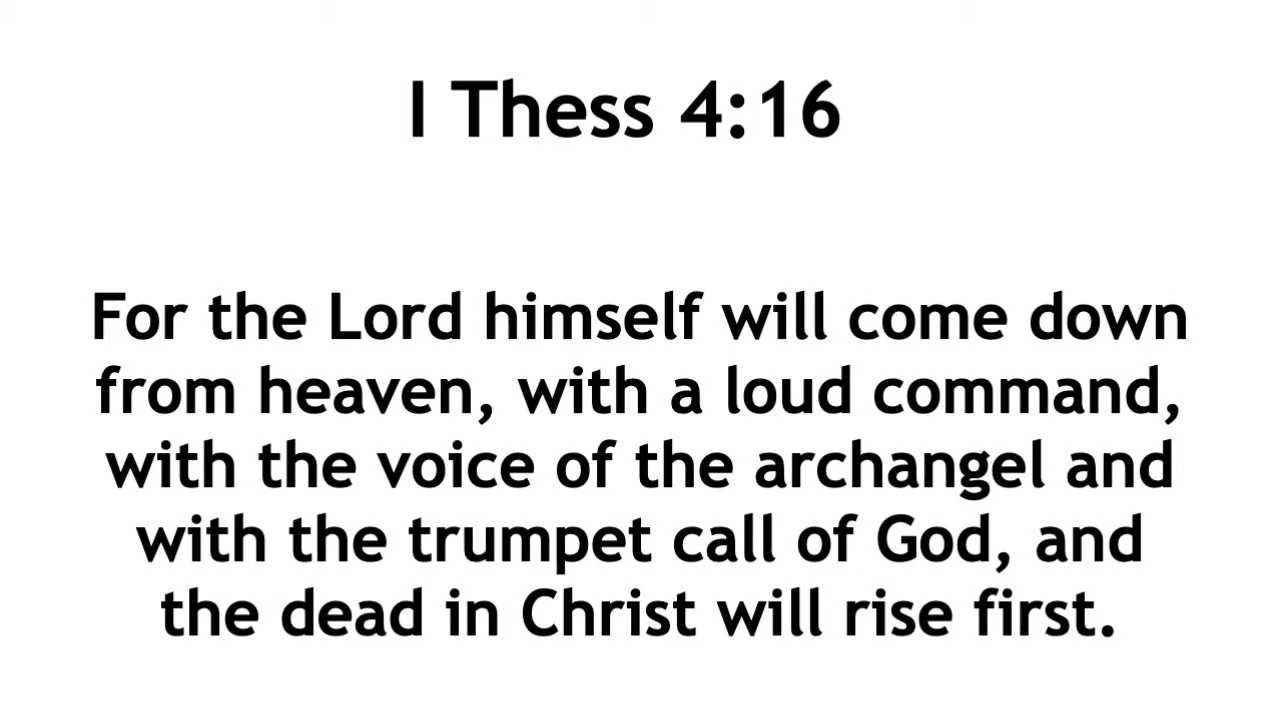 I Thess 4:16
For the Lord himself will come down
from heaven, with a loud command,
with the voice of the archangel and
with the trumpet call of God, and
the dead in Christ will rise first.